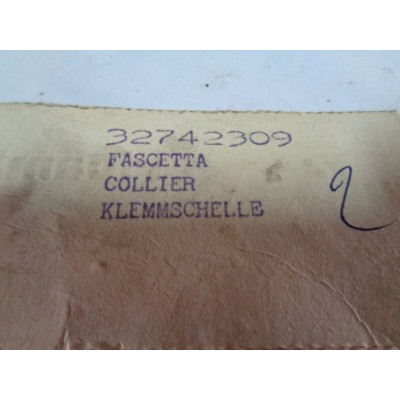 32742309
FASCETTA
COLLIER
KLEMMSCHELLE
2